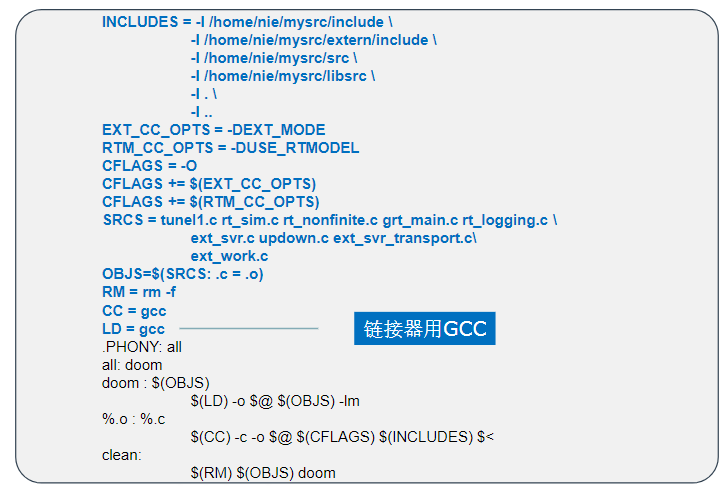 INCLUDES = -I /home/nie/mysrc/include \
-I /home/nie/mysrc/extern/include \
-I /home/nie/mysrc/src \
-I /home/nie/mysrc/libsrc \
-I . \
-I ..
EXT_CC_OPTS = -DEXT_MODE
RTM_CC_OPTS = -DUSE_RTMODEL
CFLAGS = -O
CFLAGS += $(EXT_CC_OPTS)
CFLAGS += $(RTM_CC_OPTS)
SRCS = tunel1.c rt_sim.c rt_nonfinite.c grt_main.c rt_logging.c \
ext_svr.c updown.c ext_svr_transport.c\
ext_work.c
OBJS=$(SRCS: .c = .o)
RM = rm -f
CC = gcc
LD = gcc
链接器用GCC
.PHONY: all
all: doom
doom : $(OBJS)
$(LD) -o $@ $(OBJS) -lm
%.o : %.c
$(CC) -c -o $@ $(CFLAGS) $(INCLUDES) $<
clean:
$(RM) $(OBJS) doom